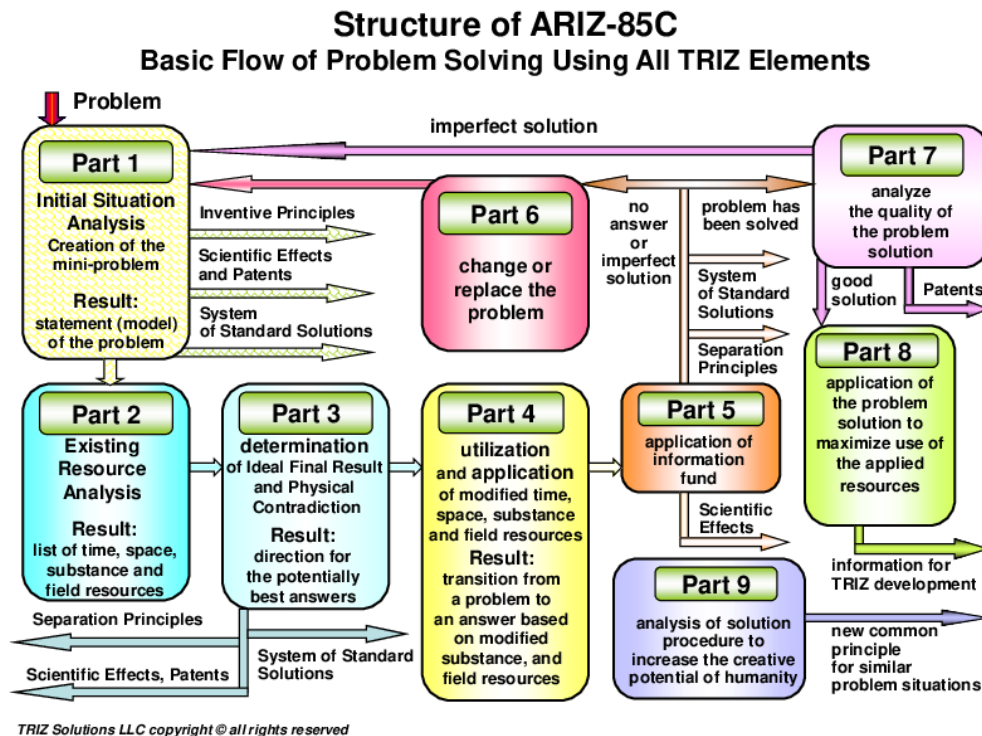 Structure of ARIZ-85C
Basic Flow of Problem Solving Using All TRIZ Elements
Problem
imperfect solution
Part 1
Initial Situation
Analysis
Creation of the
mini-problem
Result:
statement (model)
of the problem
Inventive Principles
Scientific Effects
and Patents
System
of Standard Solutions
Part 6
change or
replace the
problem
no
answer or
imperfect
solution
problem has
been solved
System
of Standard
Solutions
Separation
Principles
Part 7
analyze
the quality of
the problem
solution
good
solution
Patents
Part 8
application of
the problem
solution to
maximize use of
the applied
resources
information for
TRIZ development
Part 2
Existing
Resource
Analysis
Result:
list of time, space,
substance and
field resources
Part 3
determination
of Ideal Final Result
and Physical
Contradiction
Result:
direction for
the potentially
best answers
Separation Principles
Scientific Effects, Patents
System of Standard
Solutions
Part 4
utilization
and application
of modified time,
space, substance
and field resources
Result:
transition from
a problem to
an answer based
on modified
substance, and
field resources
Part 5
application of
information
fund
Scientific
Effects
Part 9
analysis of solution
procedure to
increase the creative
potential of humanity
new common
principle
for similar
problem situations
TRIZ Solutions LLC copyright © all rights reserved